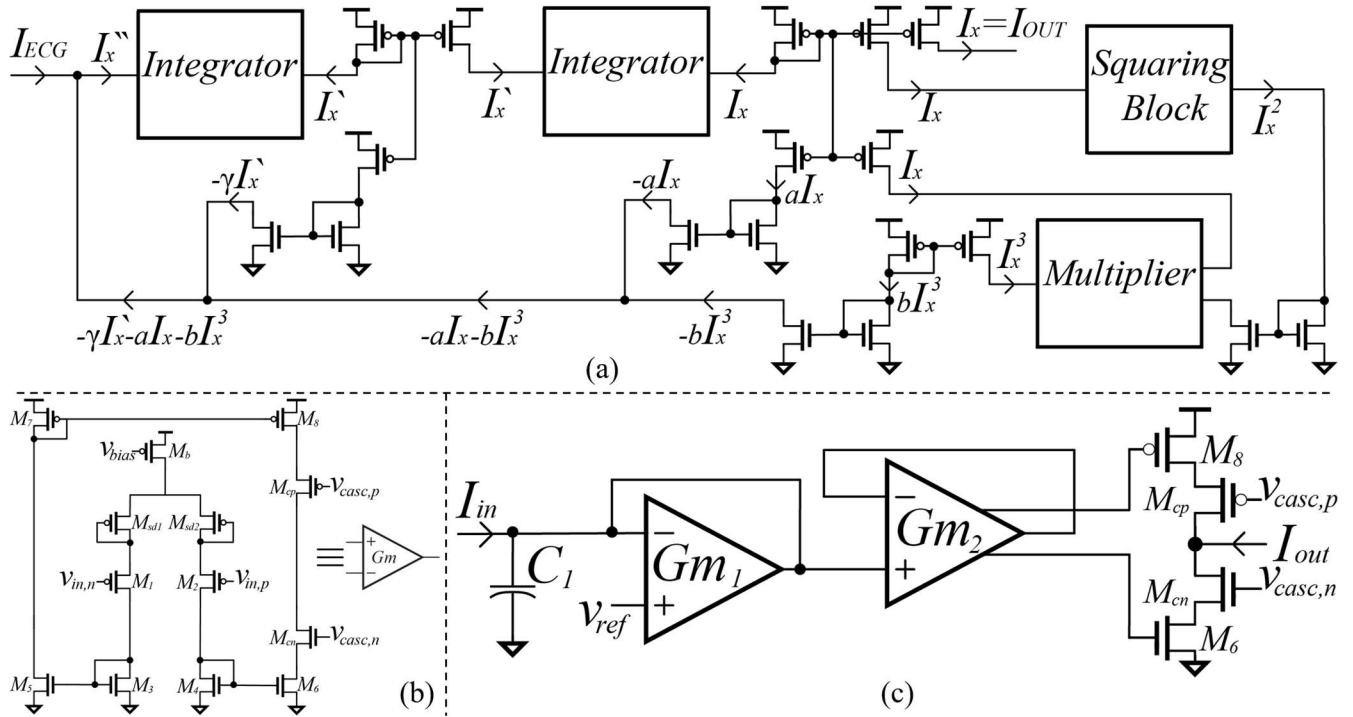 I_ECG
I_x``
Integrator
I_x`
I_x`
Integrator
I_x
I_x=I_OUT
I_x
Squaring
Block
I_x^2
-γI_x`
-aI_x
aI_x
I_x
bI_x^3
I_x^3
Multiplier
-γI_x`-aI_x-bI_x^3
-aI_x-bI_x^3
-bI_x^3
(a)
M_7
M_8
v_bias
M_b
M_cp
v_casc,p
M_sd1
M_sd2
v_in,n
M_1
M_2
v_in,p
+
Gm
−
M_cn
v_casc,n
M_5
M_3
M_4
M_6
(b)
I_in
C_1
−
Gm_1
v_ref
+
−
Gm_2
+
M_8
M_cp
v_casc,p
I_out
M_cn
v_casc,n
M_6
(c)